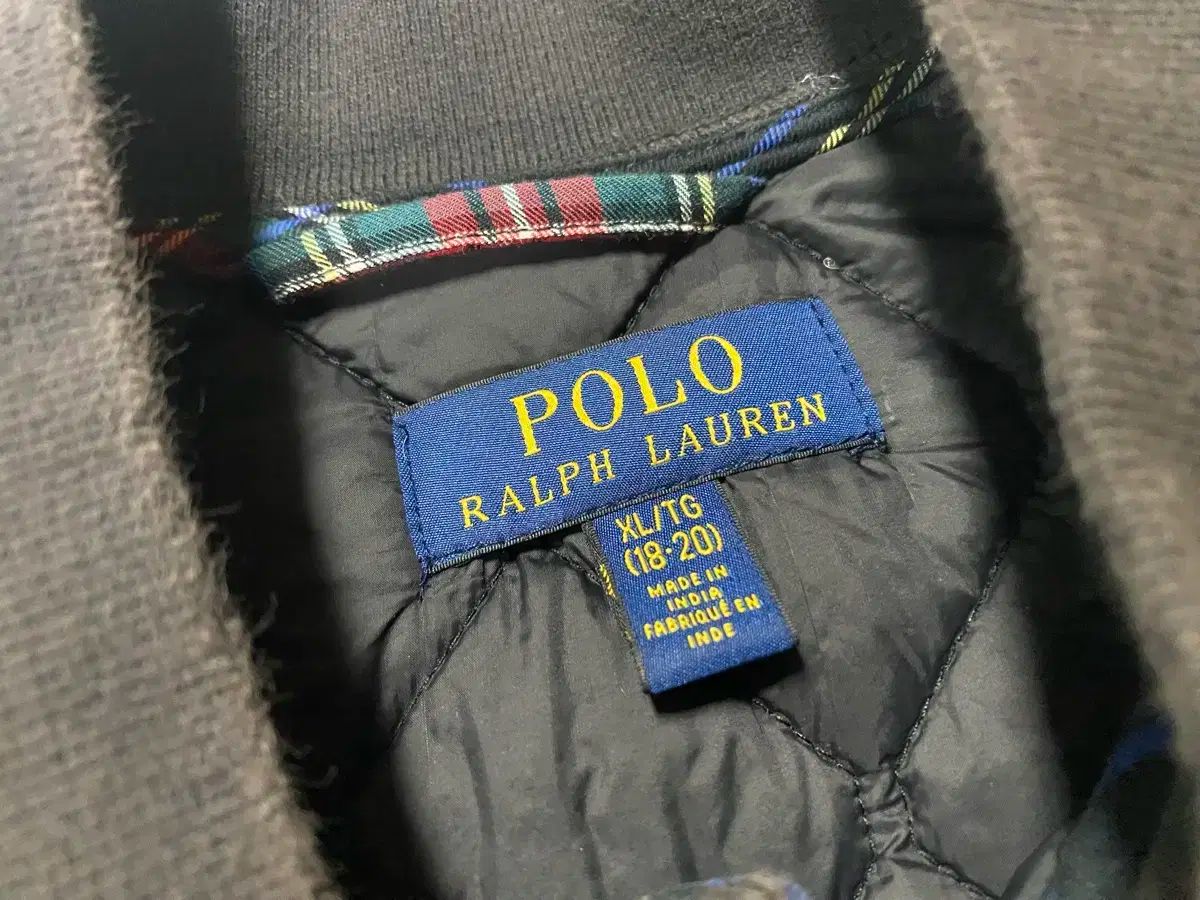 POLO
RALPH LAUREN
XL/TG
(18-20)
MADE IN
INDIA
FABRIQUÉ EN
INDE